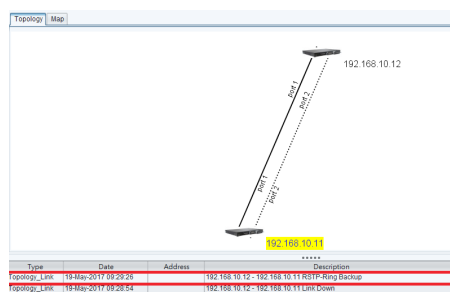 Topology Map
192.168.10.12
port 1
port 2
port 1
port 2
192.168.10.11
Type Date Address Description
Topology_Link 19-May-2017 09:29:26 192.168.10.12 - 192.168.10.11 RSTP-Ring Backup
Topology_Link 19-May-2017 09:28:54 192.168.10.12 - 192.168.10.11 Link Down